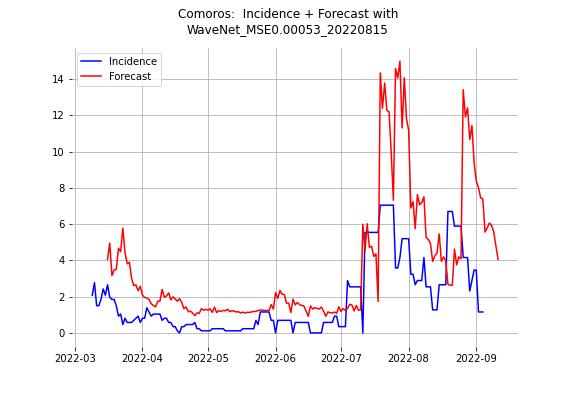 Comoros:  Incidence + Forecast with
WaveNet_MSE0.00053_20220815
Incidence
Forecast
14
12
10
8
6
4
2
0
2022-03 2022-04 2022-05 2022-06 2022-07 2022-08 2022-09